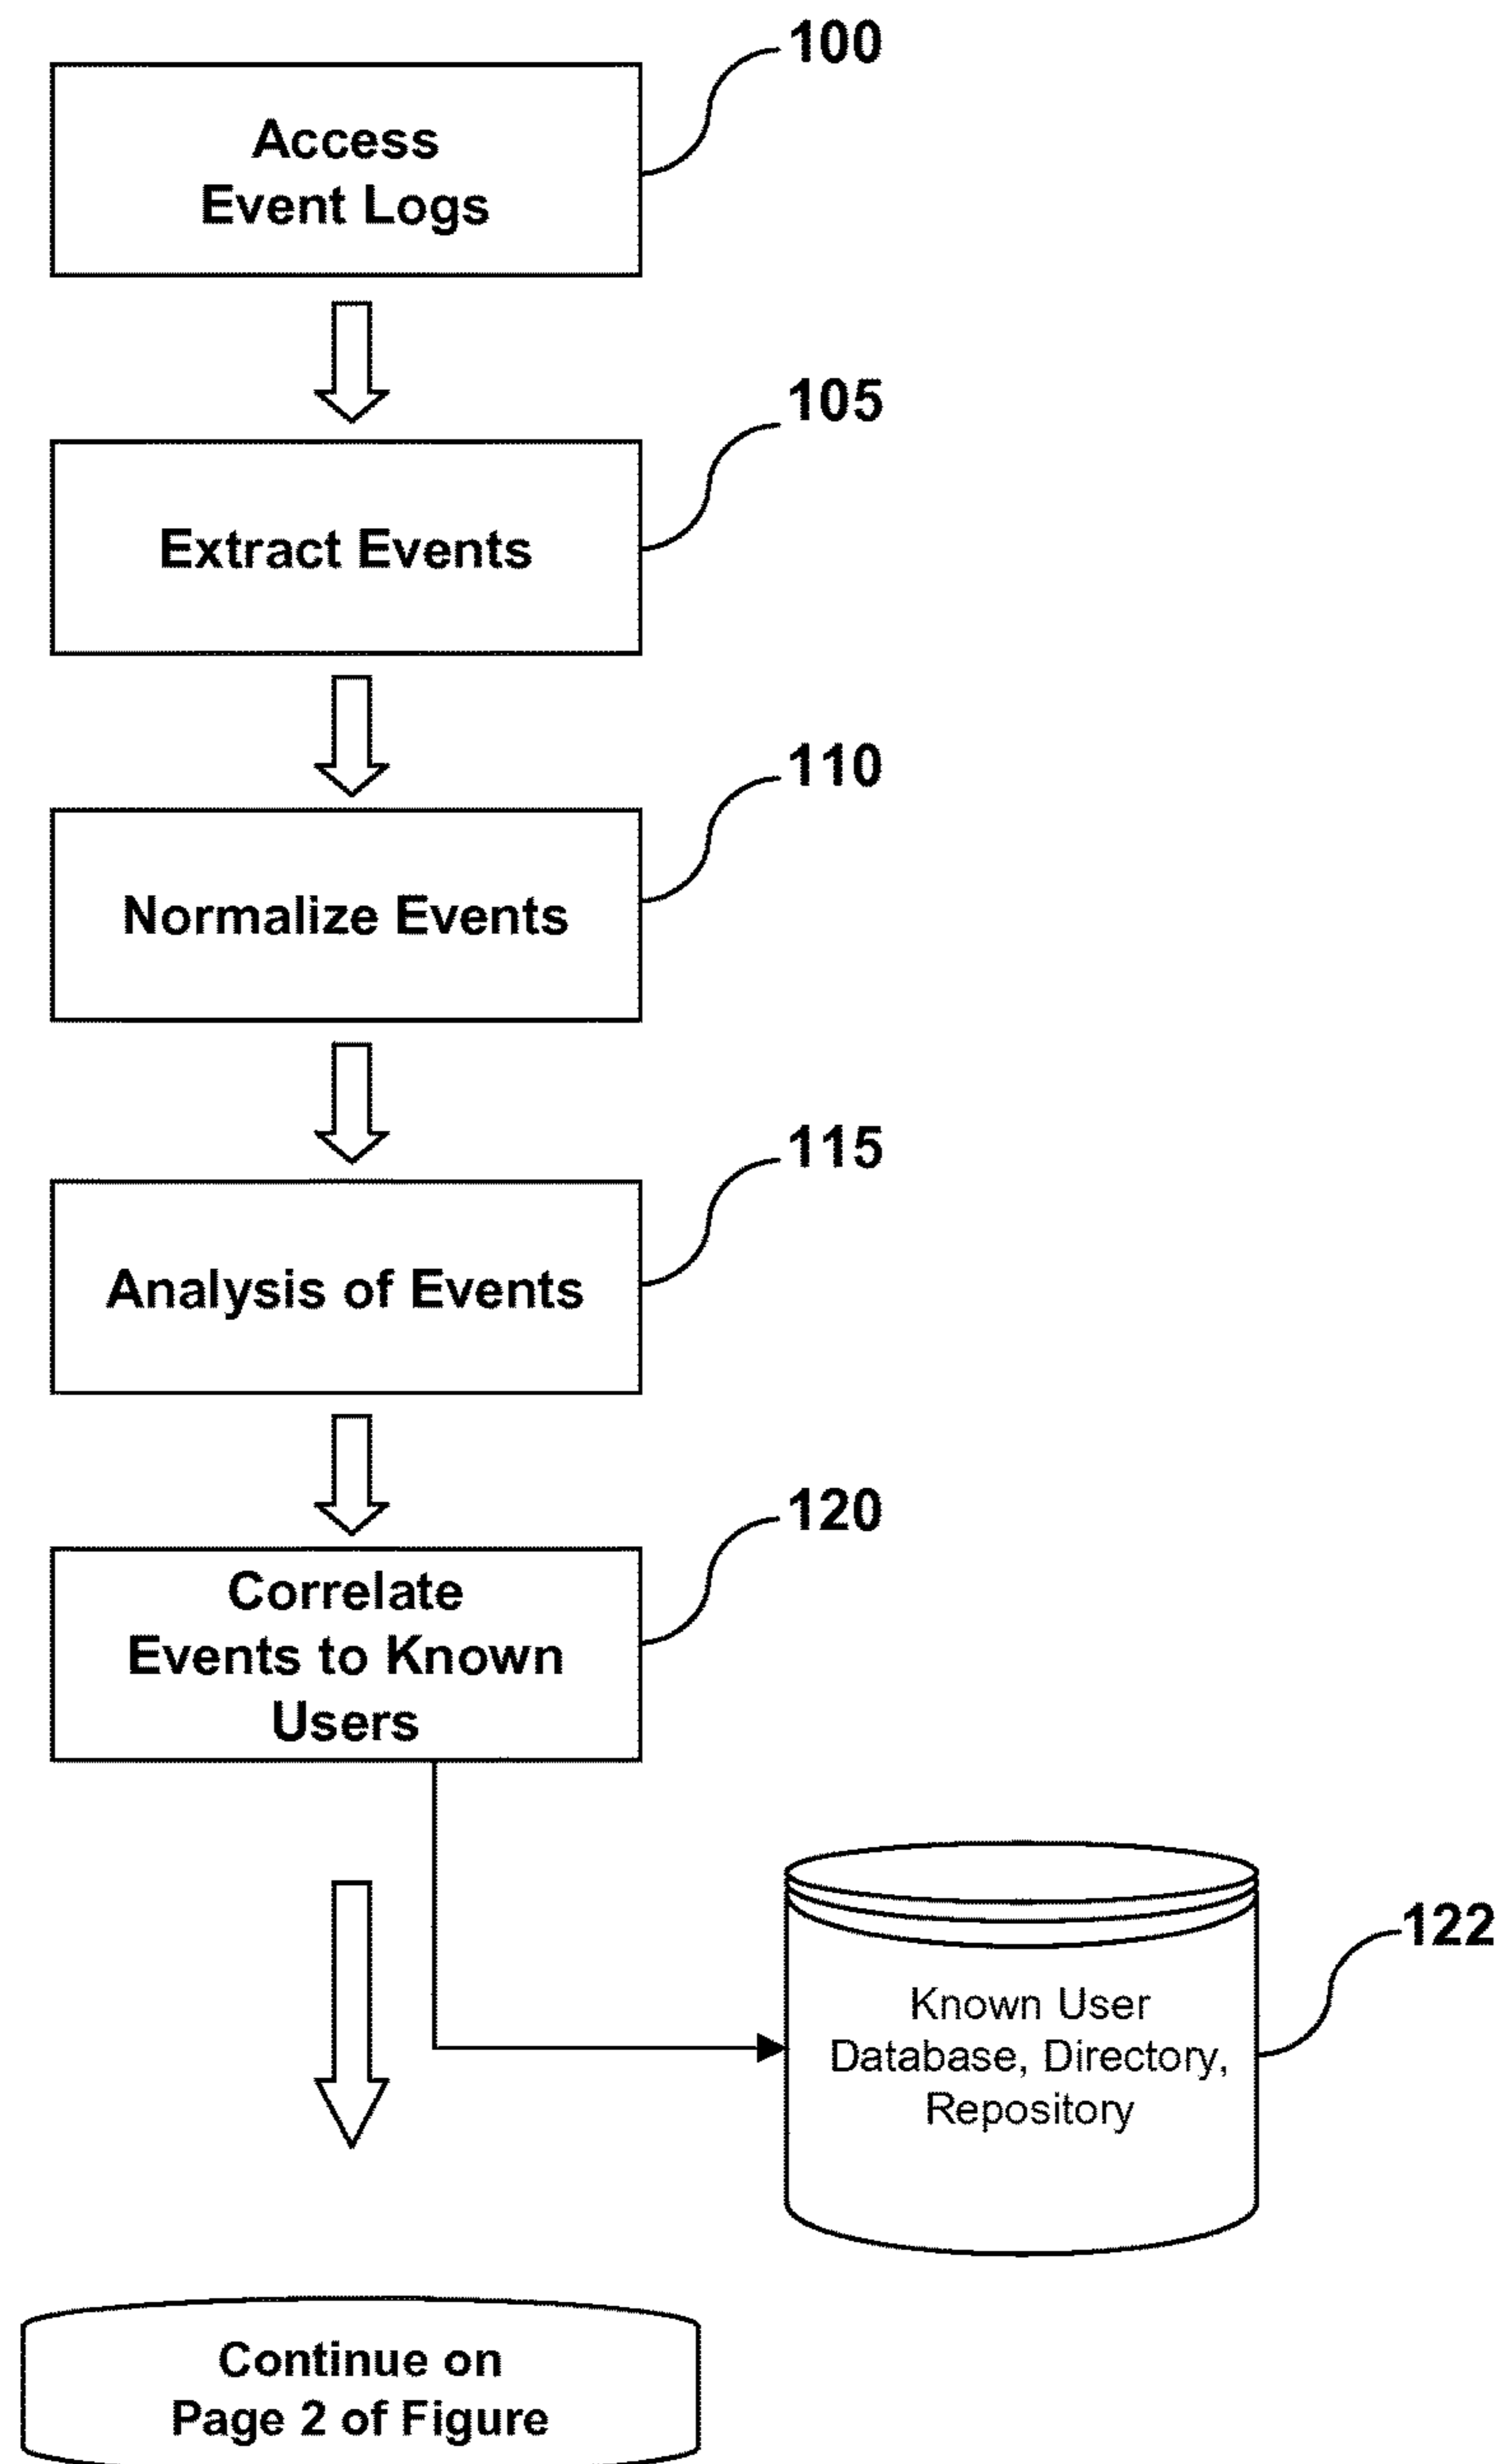 100
Access
Event Logs
105
Extract Events
110
Normalize Events
115
Analysis of Events
120
Correlate
Events to Known
Users
122
Known User
Database, Directory,
Repository
Continue on
Page 2 of Figure